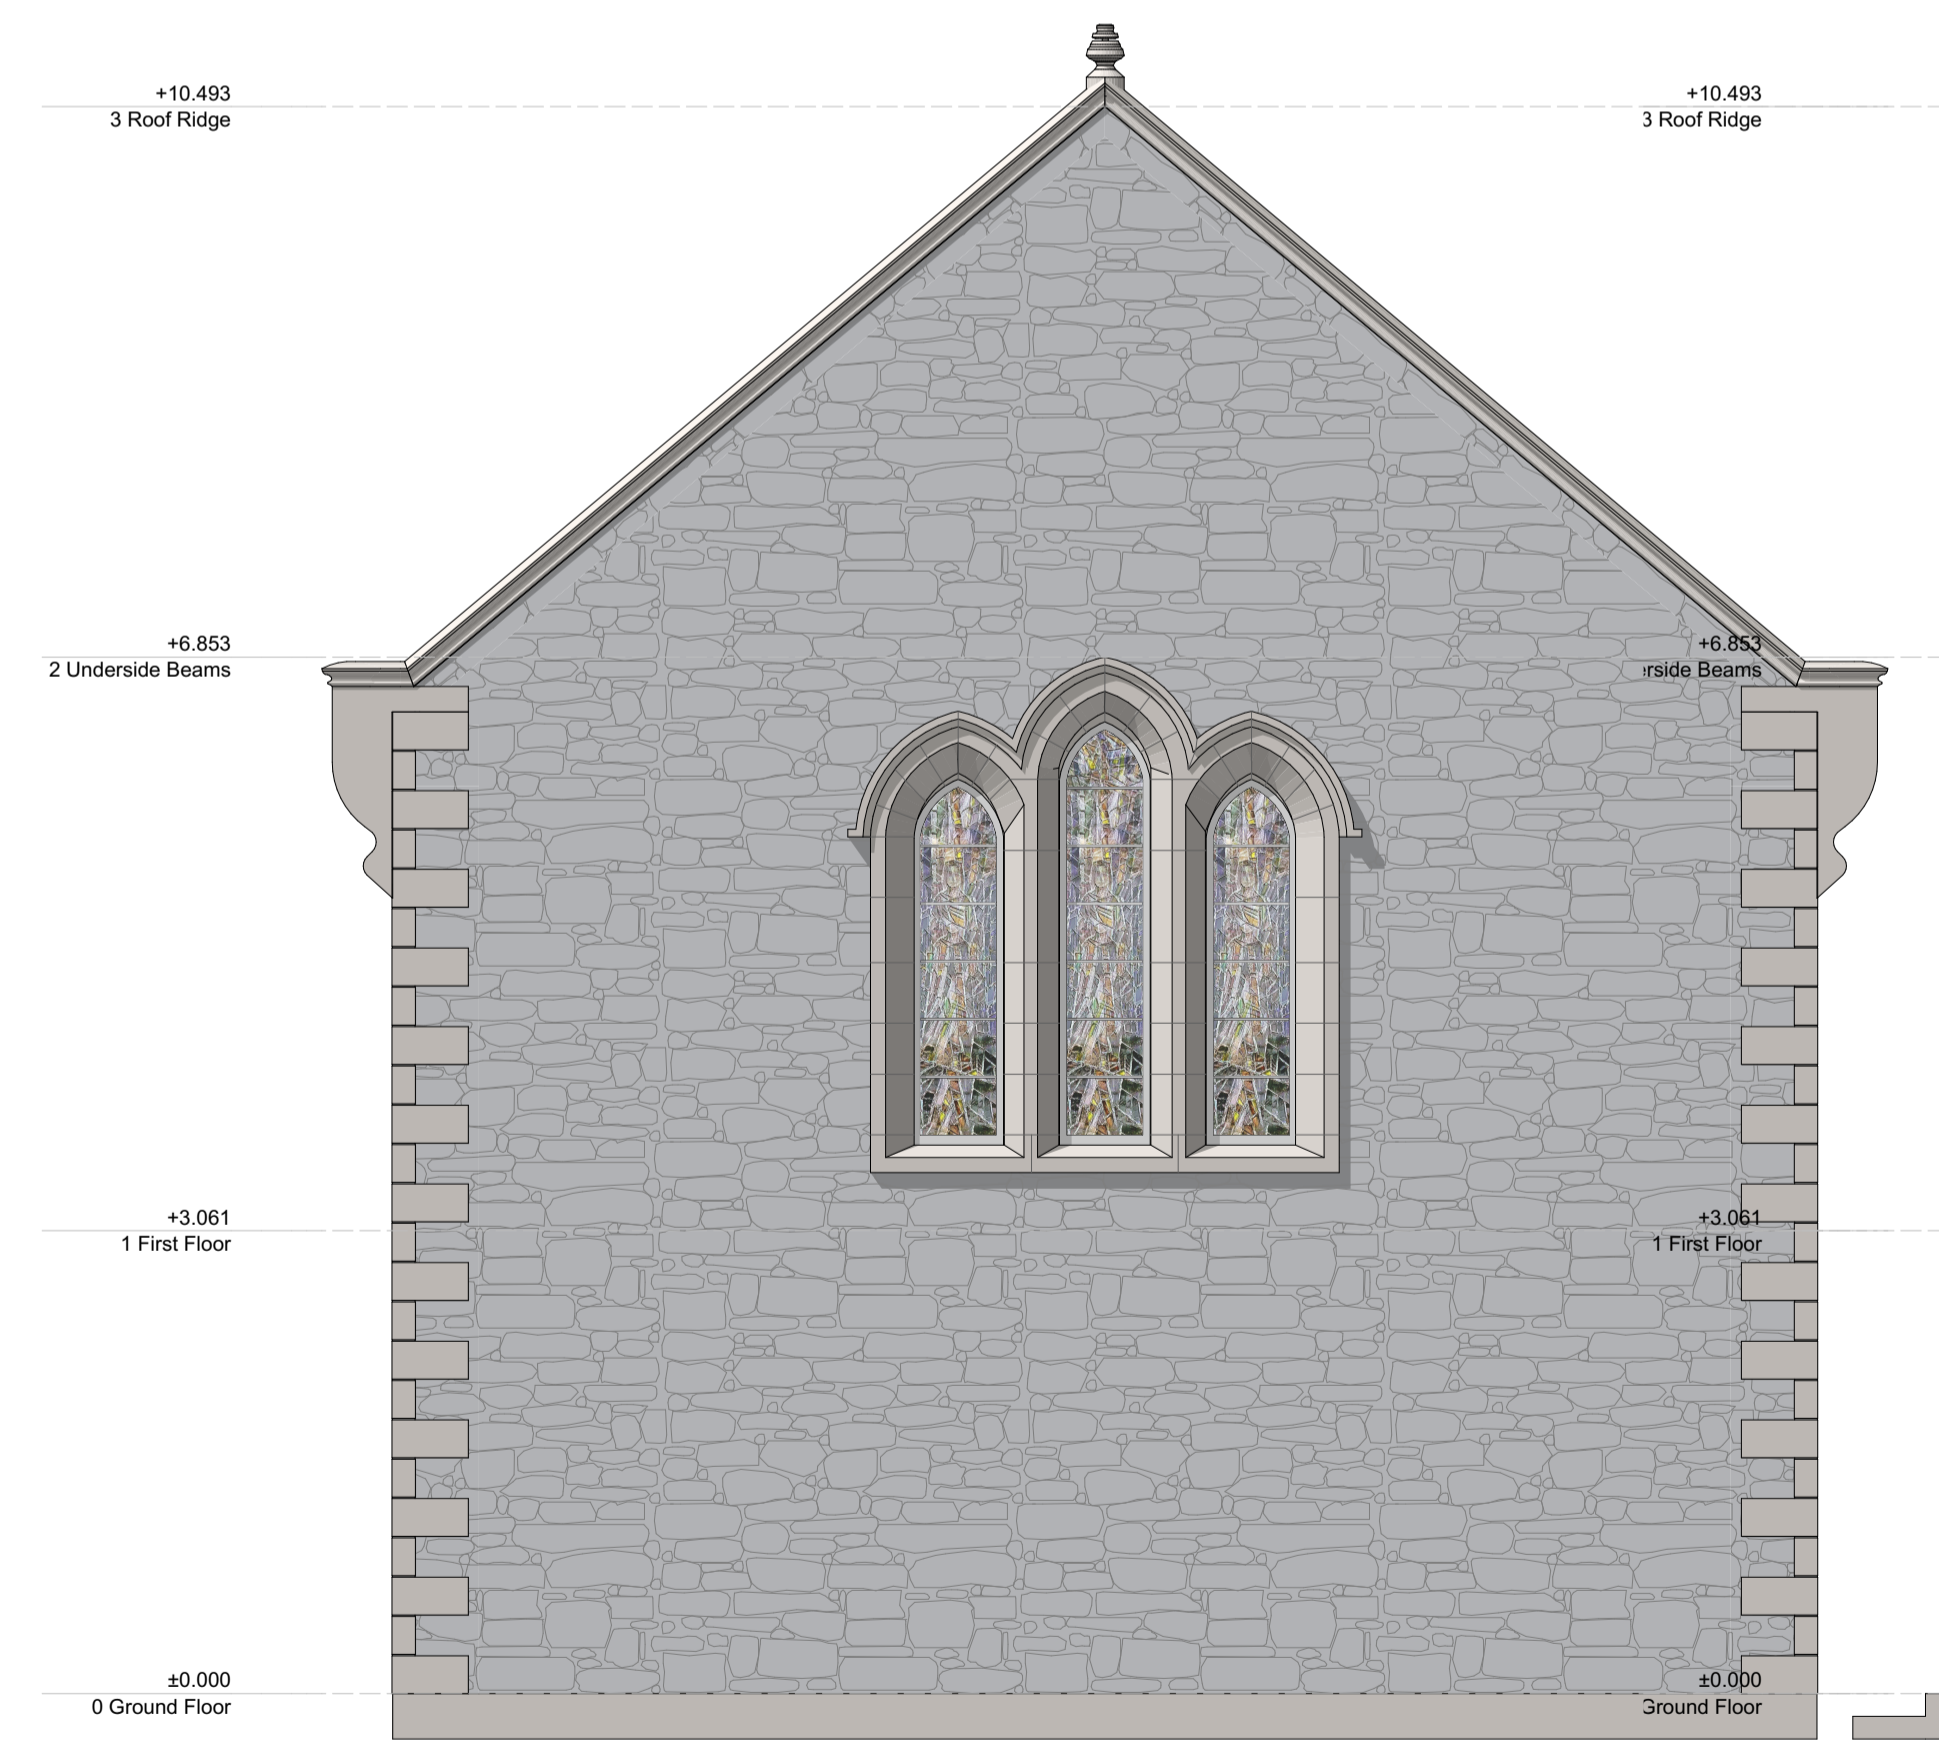 +10.493
3 Roof Ridge
+10.493
3 Roof Ridge
+6.853
2 Underside Beams
+6.853
erside Beams
+3.061
1 First Floor
+3.061
1 First Floor
±0.000
0 Ground Floor
±0.000
Ground Floor